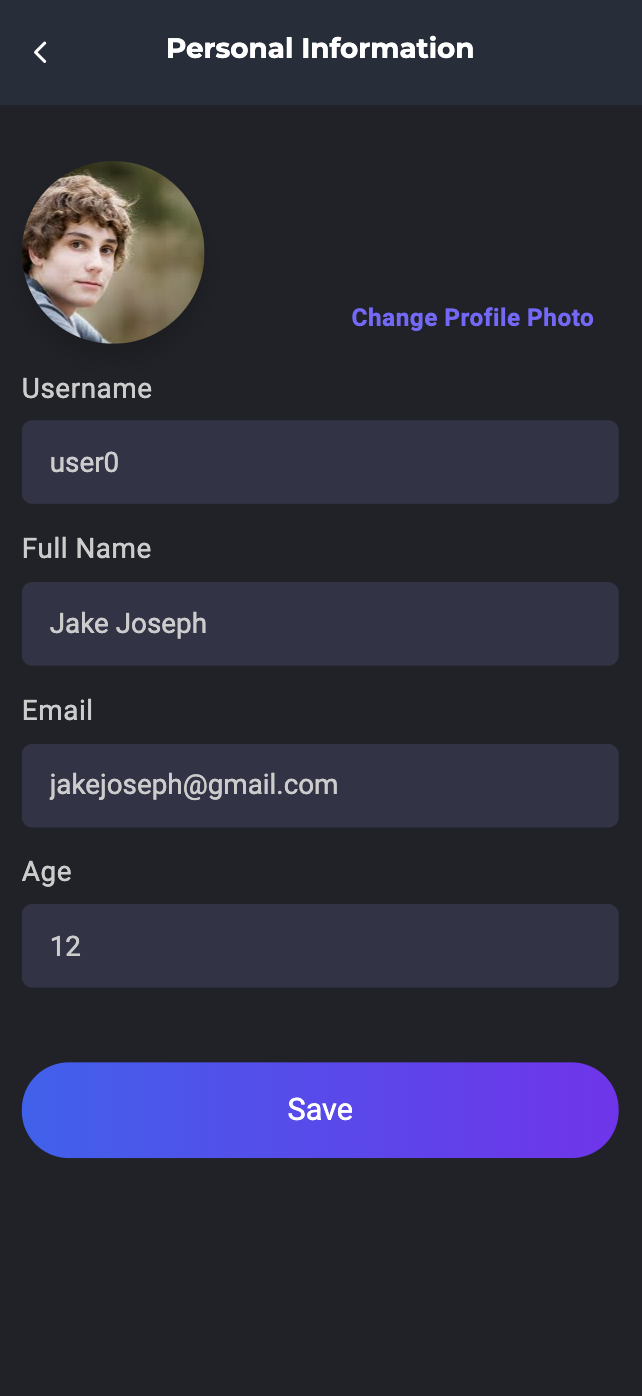 Personal Information
Change Profile Photo
Username
user0
Full Name
Jake Joseph
Email
jakejoseph@gmail.com
Age
12
Save